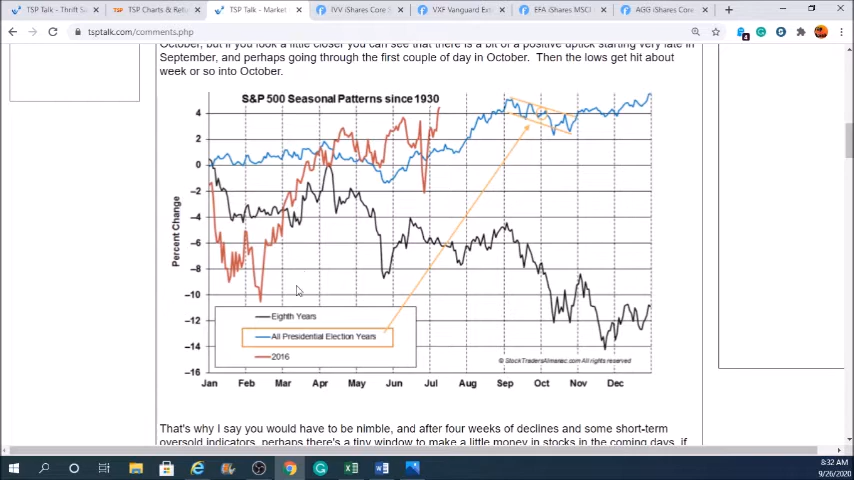 TSP Talk - Thrift Sa
TSP Charts & Retu
TSP Talk - Market
IVV iShares Core
VXF Vanguard Ext
EFA iShares MSCI
AGG iShares Core
tsptalk.com/comments.php
October, but if you look a little closer you can see that there is a bit of a positive uptick starting very late in
September, and perhaps going through the first couple of day in October.  Then the lows get hit about
week or so into October.
S&P 500 Seasonal Patterns since 1930
Percent Change
4
2
0
−2
−4
−6
−8
−10
−12
−14
−16
Eighth Years
All Presidential Election Years
2016
© StockTradersAlmanac.com All rights reserved
Jan Feb Mar Apr May Jun Jul Aug Sep Oct Nov Dec
That's why I say you would have to be nimble, and after four weeks of declines and some short-term
oversold indicators, perhaps there's a tiny window to make a little money in stocks in the coming days, if
8:32 AM
9/26/2020